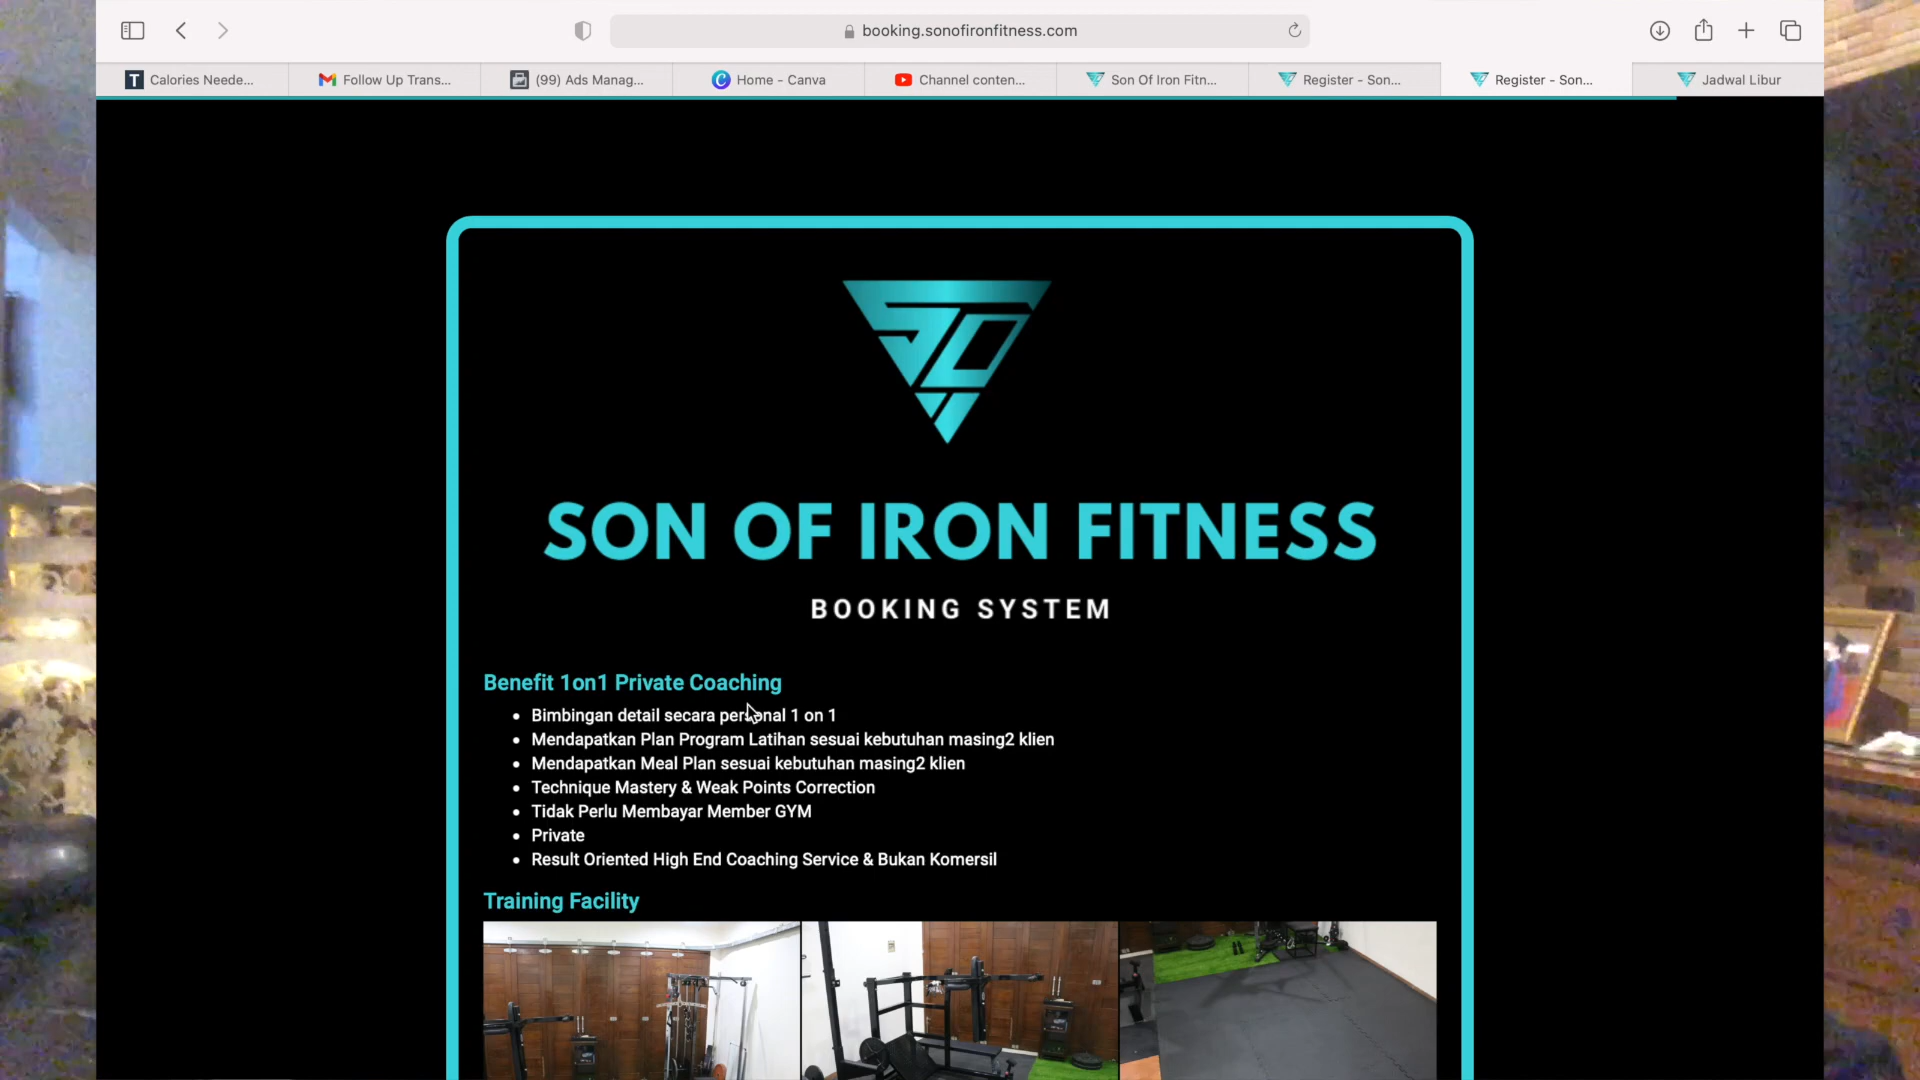 booking.sonofironfitness.com
Calories Neede...
Follow Up Trans...
(99) Ads Manag...
Home - Canva
Channel conten...
Son Of Iron Fitn...
Register - Son...
Register - Son...
Jadwal Libur
SON OF IRON FITNESS
BOOKING SYSTEM
Benefit 1on1 Private Coaching
Bimbingan detail secara personal 1 on 1
Mendapatkan Plan Program Latihan sesuai kebutuhan masing2 klien
Mendapatkan Meal Plan sesuai kebutuhan masing2 klien
Technique Mastery & Weak Points Correction
Tidak Perlu Membayar Member GYM
Private
Result Oriented High End Coaching Service & Bukan Komersil
Training Facility